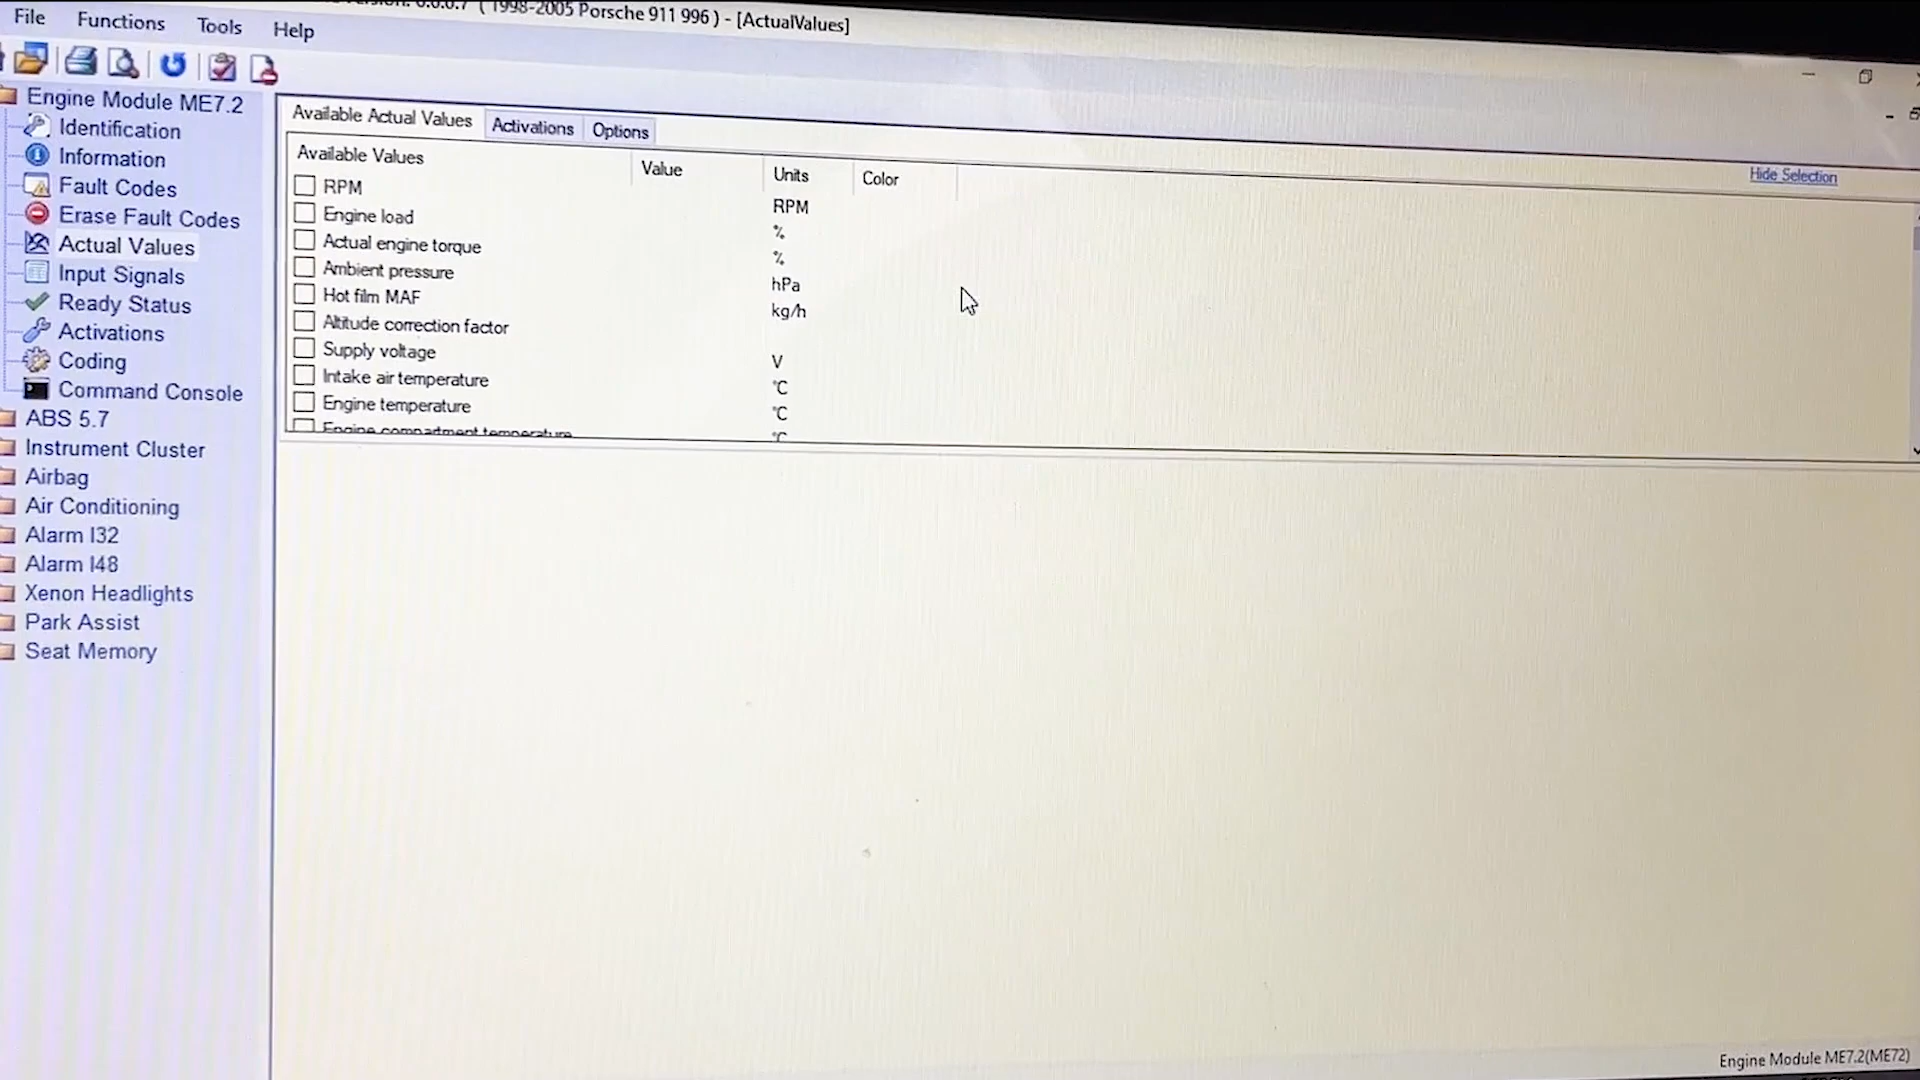 ( 1998-2005 Porsche 911 996 ) - [ActualValues]
File Functions Tools Help
Engine Module ME7.2
Identification
Information
Fault Codes
Erase Fault Codes
Actual Values
Input Signals
Ready Status
Activations
Coding
Command Console
ABS 5.7
Instrument Cluster
Airbag
Air Conditioning
Alarm I32
Alarm I48
Xenon Headlights
Park Assist
Seat Memory
Available Actual Values Activations Options
Hide Selection
Available Values Value Units Color
RPM RPM
Engine load %
Actual engine torque %
Ambient pressure hPa
Hot film MAF kg/h
Altitude correction factor
Supply voltage V
Intake air temperature °C
Engine temperature °C
Engine compartment temperature °C
Engine Module ME7.2(ME72)